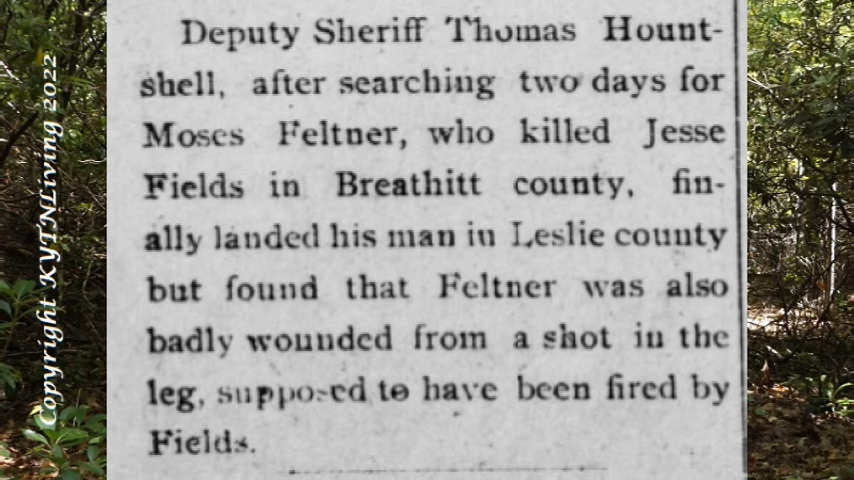 Deputy Sheriff Thomas Hount-
shell, after searching two days for
Moses Feltner, who killed Jesse
Fields in Breathitt county, fin-
ally landed his man in Leslie county
but found that Feltner was also
badly wounded from a shot in the
leg, supposed to have been fired by
Fields.
Copyright KYTNLiving 2022